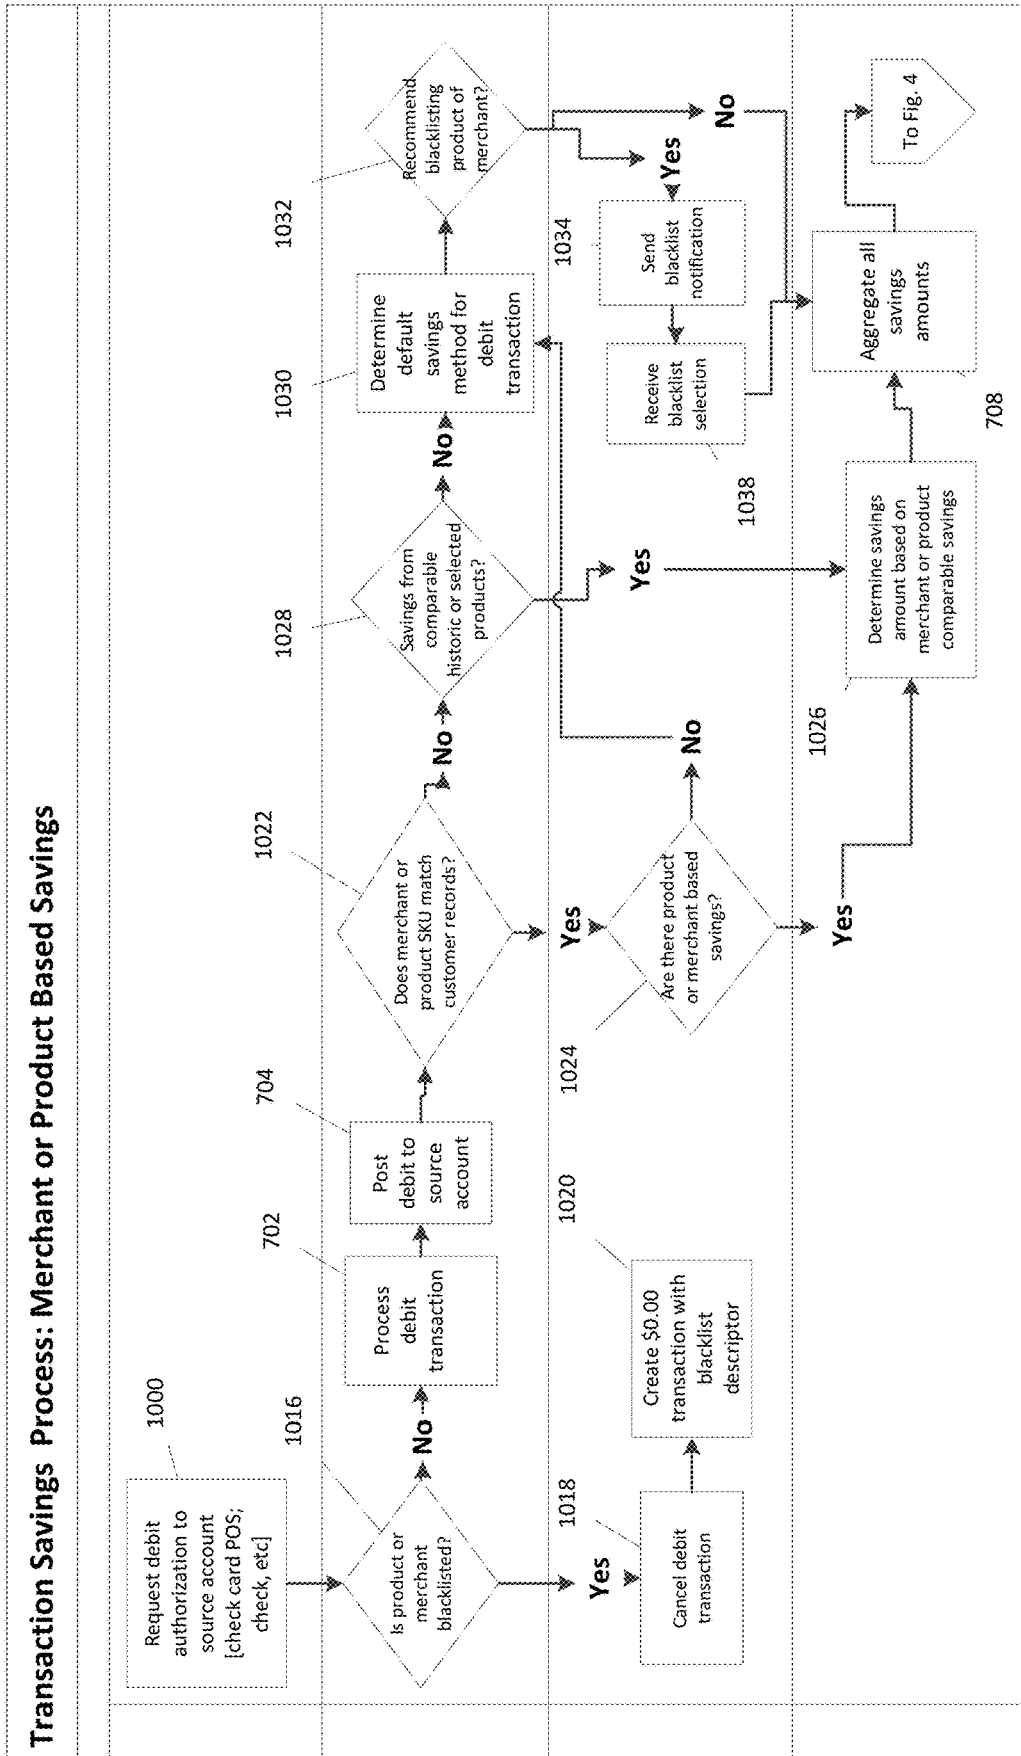 Transaction Savings Process: Merchant or Product Based Savings
1000
Request debit
authorization to
source account
[check card POS;
check, etc]
1016
Is product or
merchant
blacklisted?
No
702
Process
debit
transaction
704
Post
debit to
source
account
1022
Does merchant or
product SKU match
customer records?
No
1028
Savings from
comparable
historic or selected
products?
No
1030
Determine
default
savings
method for
debit
transaction
1032
Recommend
blacklisting
product of
merchant?
Yes
1018
Cancel debit
transaction
1020
Create $0.00
transaction with
blacklist
descriptor
Yes
1024
Are there product
or merchant based
savings?
No
Yes
1038
Receive
blacklist
selection
1034
Send
blacklist
notification
Yes
No
Yes
1026
Determine savings
amount based on
merchant or product
comparable savings
708
Aggregate all
savings
amounts
To Fig. 4